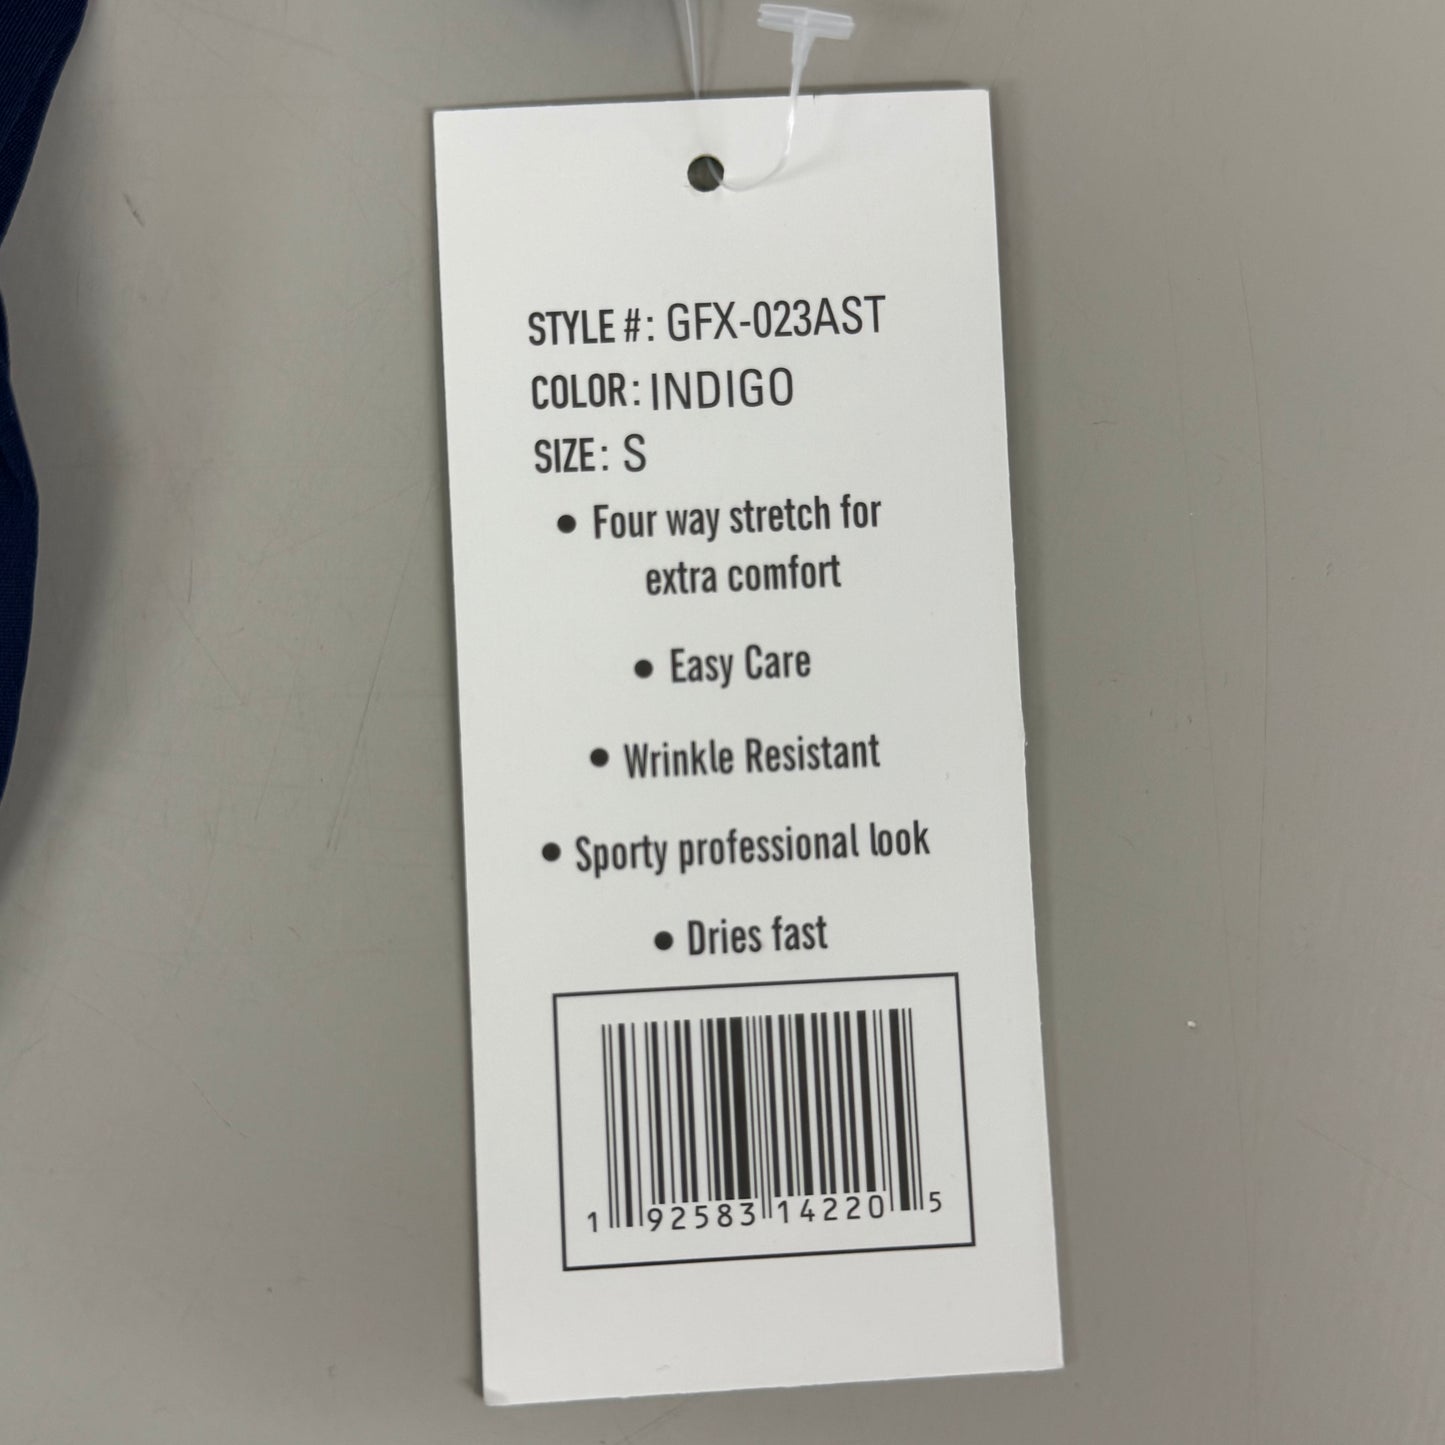 STYLE #: GFX-023AST
COLOR: INDIGO
SIZE: S
• Four way stretch for
extra comfort
• Easy Care
• Wrinkle Resistant
• Sporty professional look
• Dries fast
1 92583 14220 5